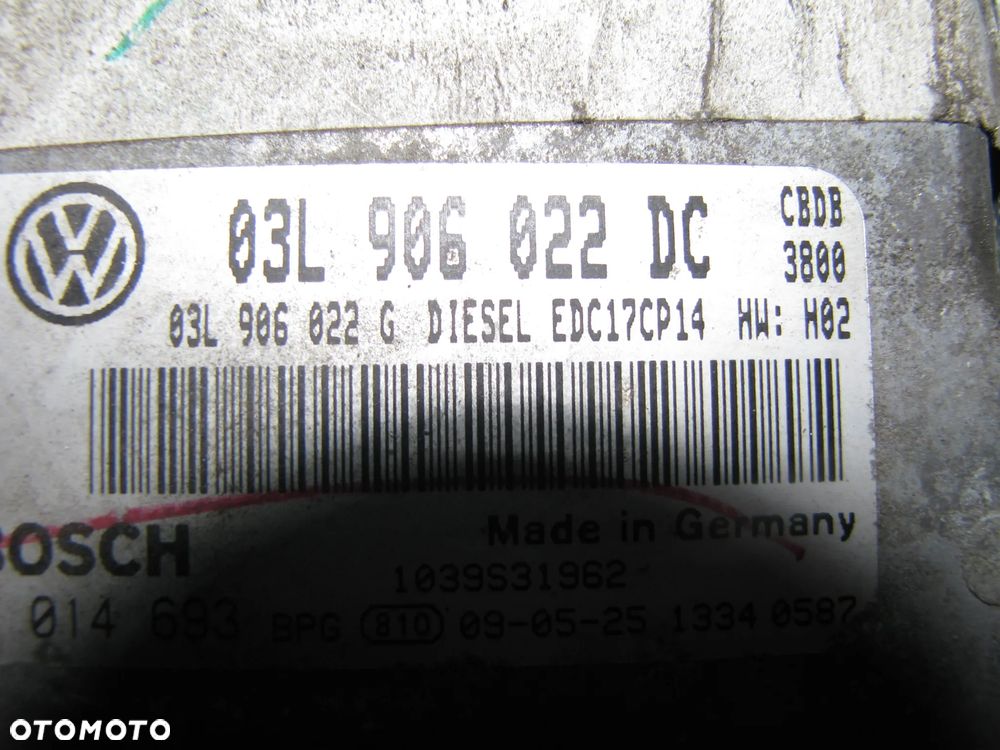 03L 906 022 DC
CBDB
3800
03L 906 022 G DIESEL EDC17CP14 HW: H02
BOSCH
Made in Germany
1039S31962
014 693 BPG 810 09-05-25 1334 0587
OTOMOTO